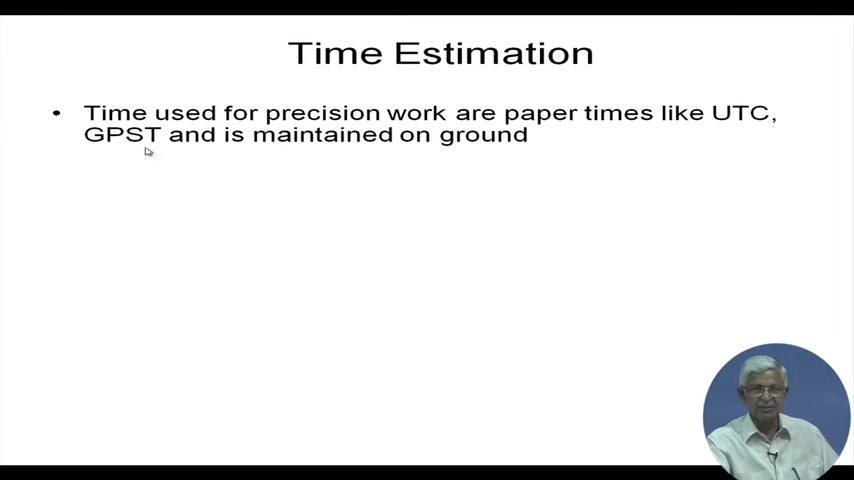 Time Estimation
• Time used for precision work are paper times like UTC,
GPST and is maintained on ground